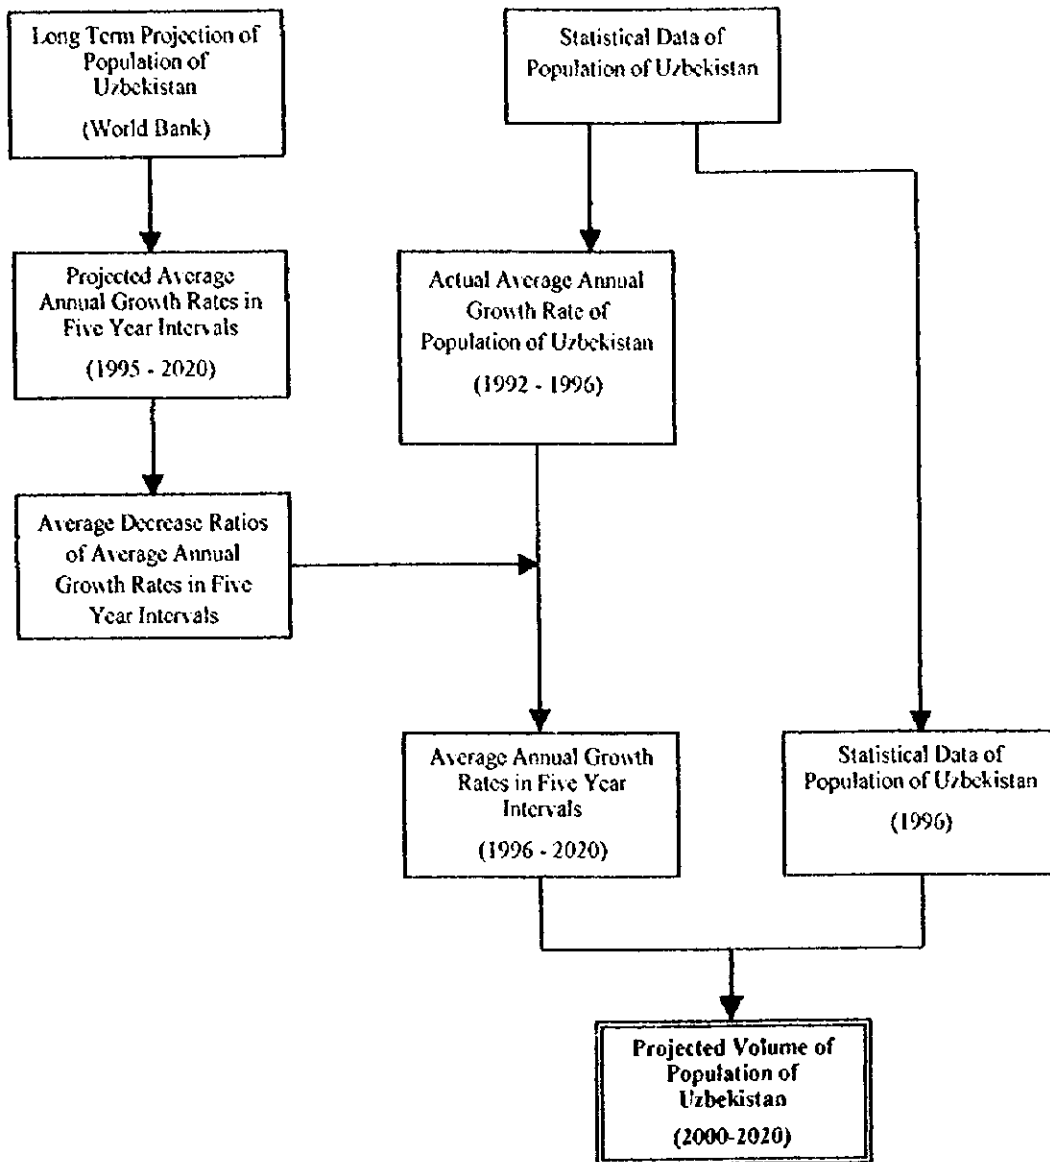 Long Term Projection of
Population of
Uzbekistan
(World Bank)
Statistical Data of
Population of Uzbekistan
Projected Average
Annual Growth Rates in
Five Year Intervals
(1995 - 2020)
Actual Average Annual
Growth Rate of
Population of Uzbekistan
(1992 - 1996)
Average Decrease Ratios
of Average Annual
Growth Rates in Five
Year Intervals
Average Annual Growth
Rates in Five Year
Intervals
(1996 - 2020)
Statistical Data of
Population of Uzbekistan
(1996)
Projected Volume of
Population of
Uzbekistan
(2000-2020)